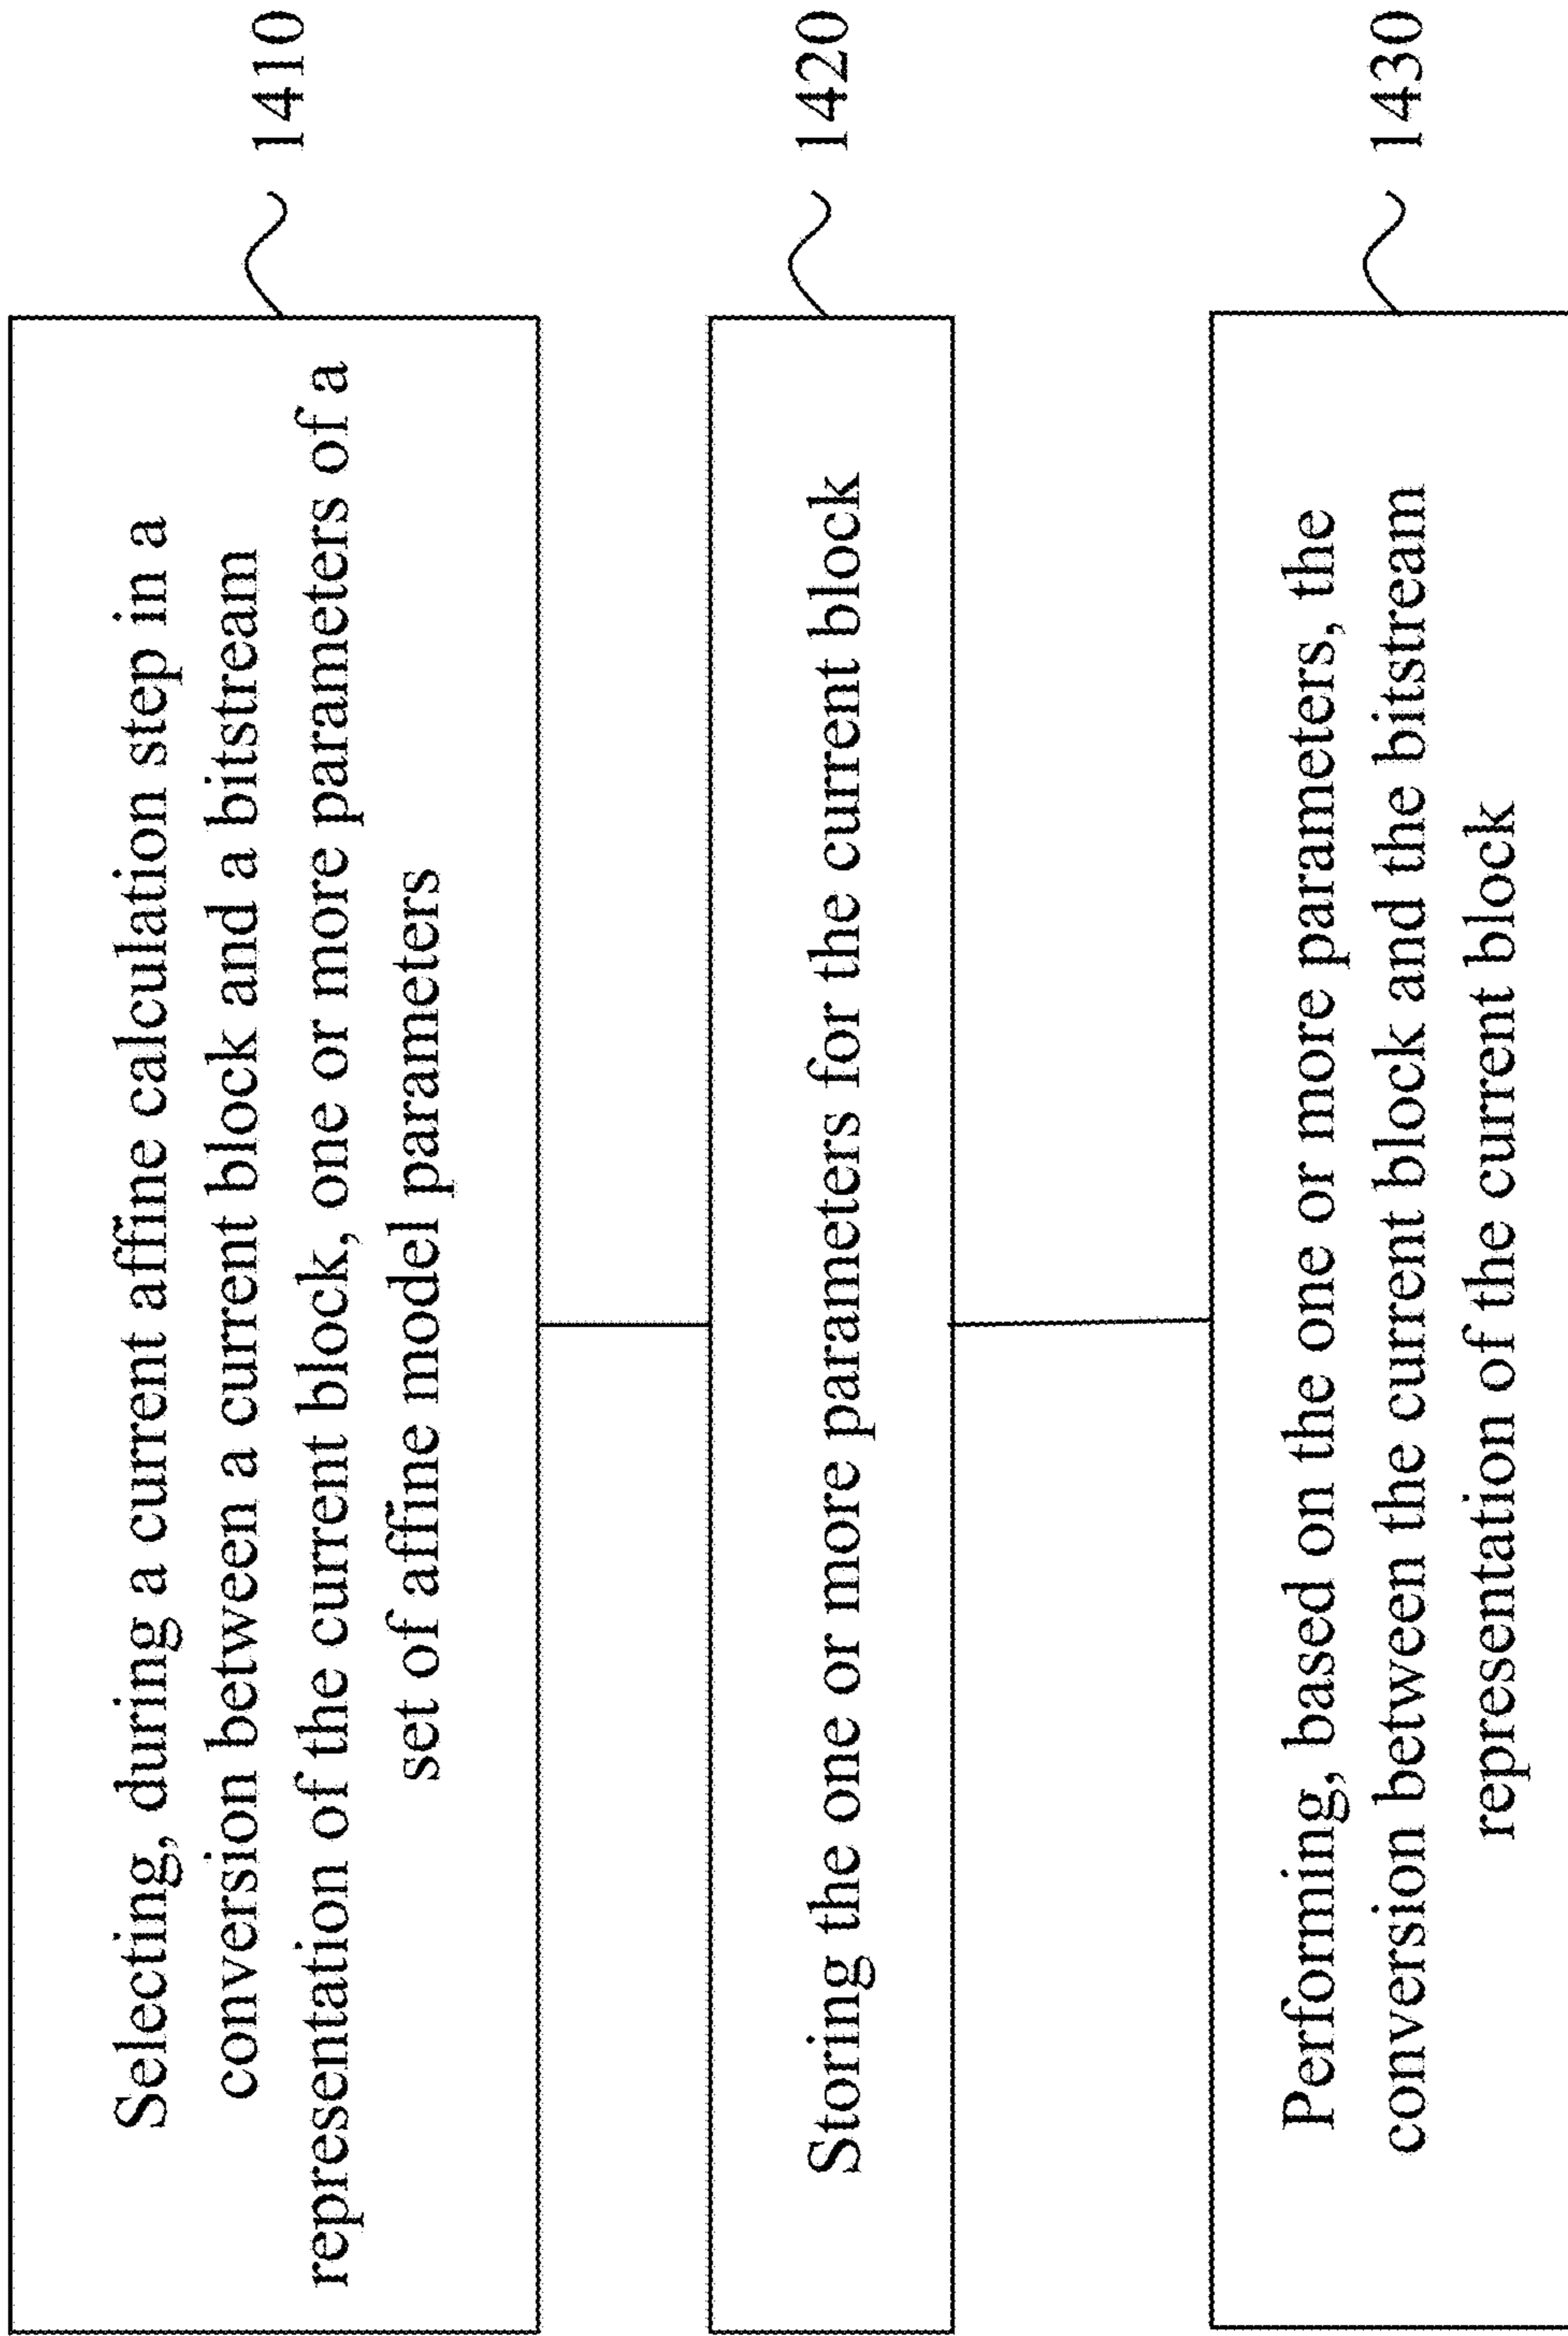 Selecting, during a current affine calculation step in a
conversion between a current block and a bitstream
representation of the current block, one or more parameters of a
set of affine model parameters
1410
Storing the one or more parameters for the current block
1420
Performing, based on the one or more parameters, the
conversion between the current block and the bitstream
representation of the current block
1430